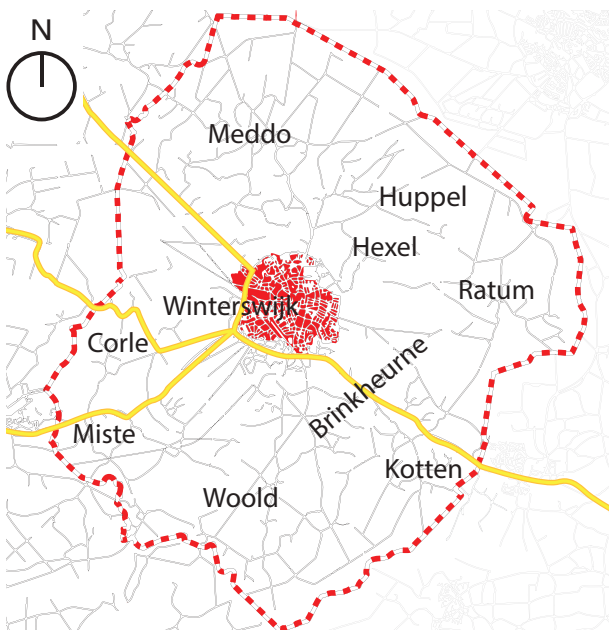 N
Meddo
Huppel
Hexel
Ratum
Winterswijk
Corle
Brinkheurne
Miste
Kotten
Woold